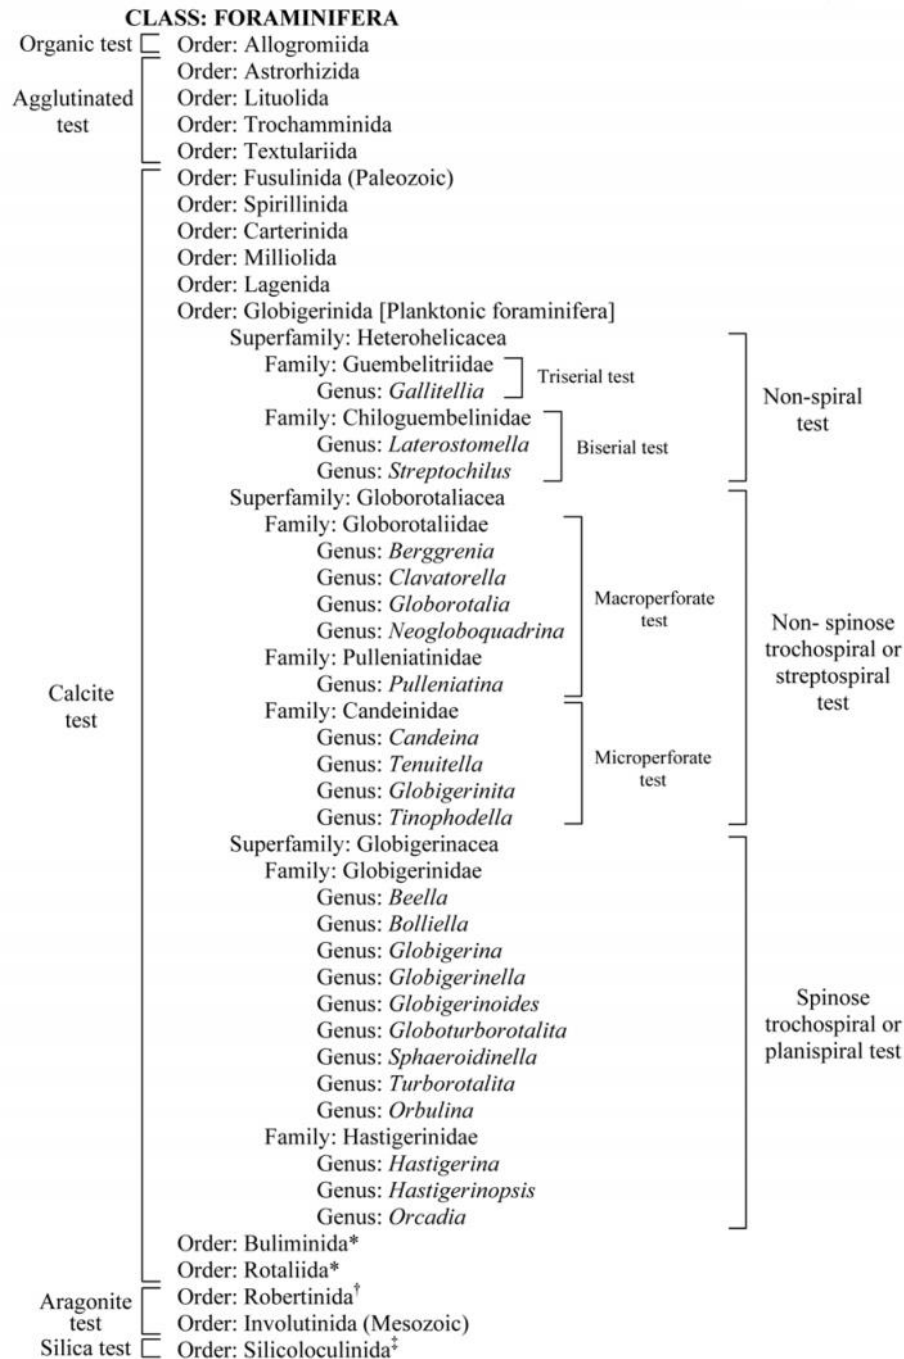 CLASS: FORAMINIFERA
Organic test
Order: Allogromiida
Agglutinated
test
Order: Astrorhizida
Order: Lituolida
Order: Trochamminida
Order: Textulariida
Calcite
test
Order: Fusulinida (Paleozoic)
Order: Spirillinida
Order: Carterinida
Order: Milliolida
Order: Lagenida
Order: Globigerinida [Planktonic foraminifera]
Superfamily: Heterohelicacea
Family: Guembelitriidae
Genus: Gallitellia
Triserial test
Family: Chiloguembelinidae
Genus: Laterostomella
Genus: Streptochilus
Biserial test
Non-spiral
test
Superfamily: Globorotaliacea
Family: Globorotaliidae
Genus: Berggrenia
Genus: Clavatorella
Genus: Globorotalia
Genus: Neogloboquadrina
Family: Pulleniatinidae
Genus: Pulleniatina
Macroperforate
test
Family: Candeinidae
Genus: Candeina
Genus: Tenuitella
Genus: Globigerinita
Genus: Tinophodella
Microperforate
test
Non- spinose
trochospiral or
streptospiral
test
Superfamily: Globigerinacea
Family: Globigerinidae
Genus: Beella
Genus: Bolliella
Genus: Globigerina
Genus: Globigerinella
Genus: Globigerinoides
Genus: Globoturborotalita
Genus: Sphaeroidinella
Genus: Turborotalita
Genus: Orbulina
Family: Hastigerinidae
Genus: Hastigerina
Genus: Hastigerinopsis
Genus: Orcadia
Spinose
trochospiral or
planispiral test
Order: Buliminida*
Order: Rotaliida*
Aragonite
test
Order: Robertinida†
Order: Involutinida (Mesozoic)
Silica test
Order: Silicoloculinida‡